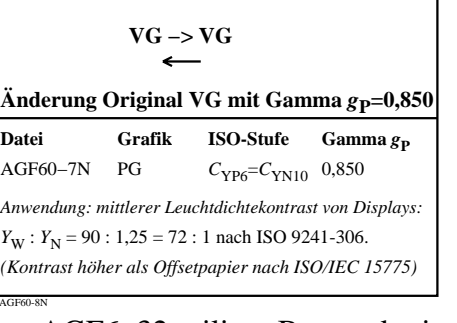 VG –> VG
←
Änderung Original VG mit Gamma gP=0,850
Datei Grafik ISO-Stufe Gamma gP
AGF60−7N PG CYP6=CYN10 0,850
Anwendung: mittlerer Leuchtdichtekontrast von Displays:
YW : YN = 90 : 1,25 = 72 : 1 nach ISO 9241-306.
(Kontrast höher als Offsetpapier nach ISO/IEC 15775)
AGF60-8N